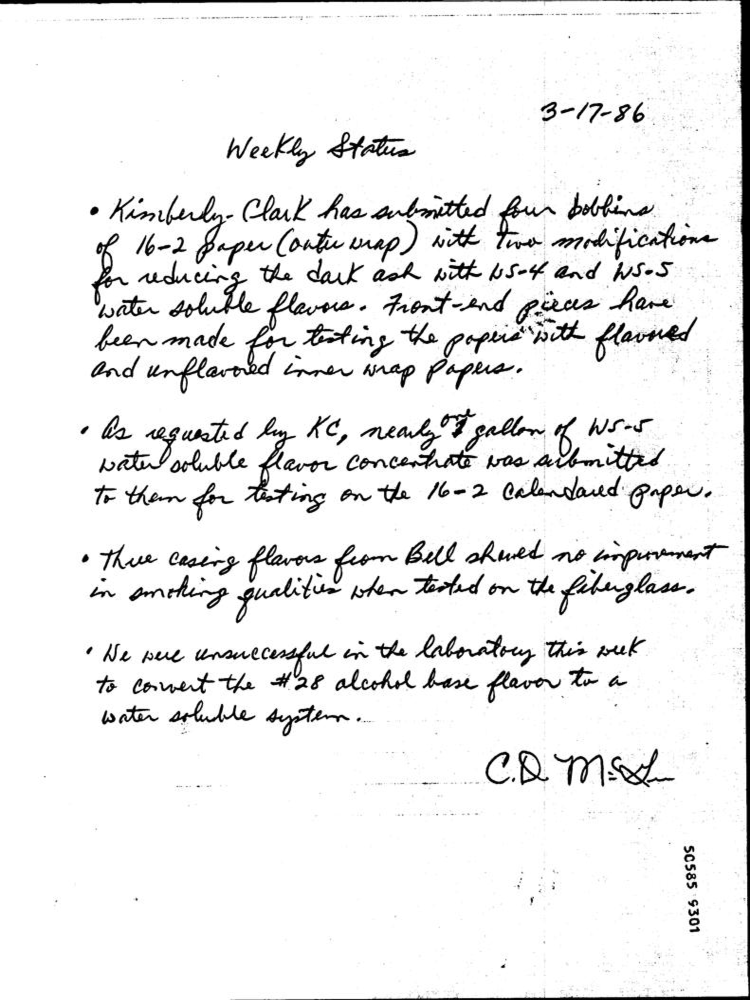 3-17-86
Weekly Status
• Kimberly-Clark has submitted four bobbins
of 16-2 paper (outer wrap) with two modifications
for reducing the dark ash with WS-4 and WS-5
water soluble flavors. Front-end pieces have
been made for testing the papers with flavored
and unflavored inner wrap papers.
• As requested by KC, nearly one gallon of WS-5
water soluble flavor concentrate was submitted
to them for testing on the 16-2 calendared paper.
• Three casing flavors from Bell showed no improvement
in smoking qualities when tested on the fiberglass.
• We were unsuccessful in the laboratory this week
to convert the #28 alcohol base flavor to a
water soluble system.
C.D.
50585 9301